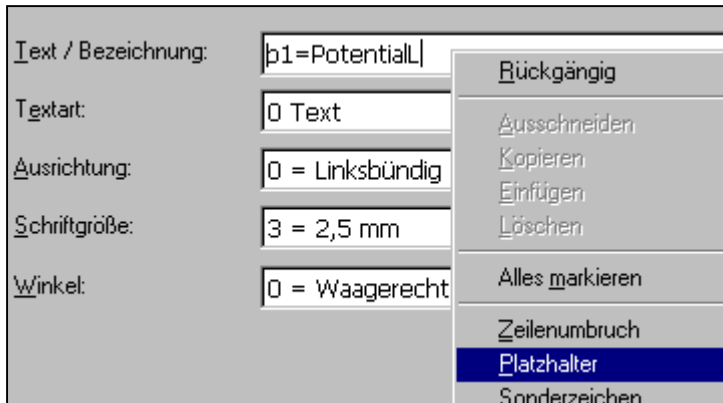 Text / Bezeichnung: b1=PotentialL
Textart: 0 Text
Ausrichtung: 0 = Linksbündig
Schriftgröße: 3 = 2,5 mm
Winkel: 0 = Waagerecht
Rückgängig
Ausschneiden
Kopieren
Einfügen
Löschen
Alles markieren
Zeilenumbruch
Platzhalter
Sonderzeichen